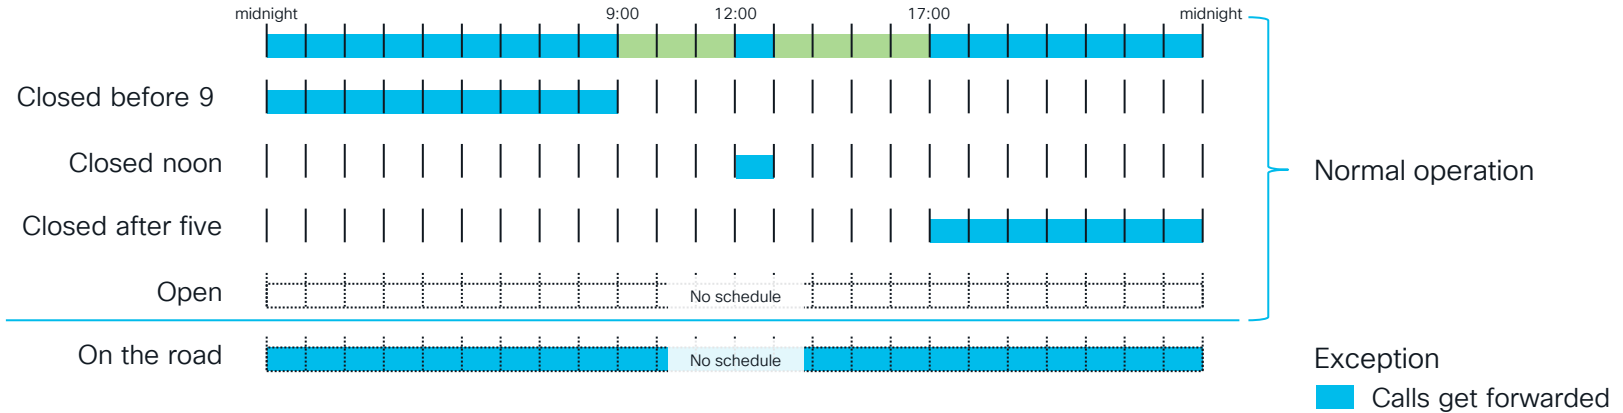 midnight 9:00 12:00 17:00 midnight
Closed before 9
Closed noon
Normal operation
Closed after five
Open
No schedule
On the road
No schedule
Exception
Calls get forwarded